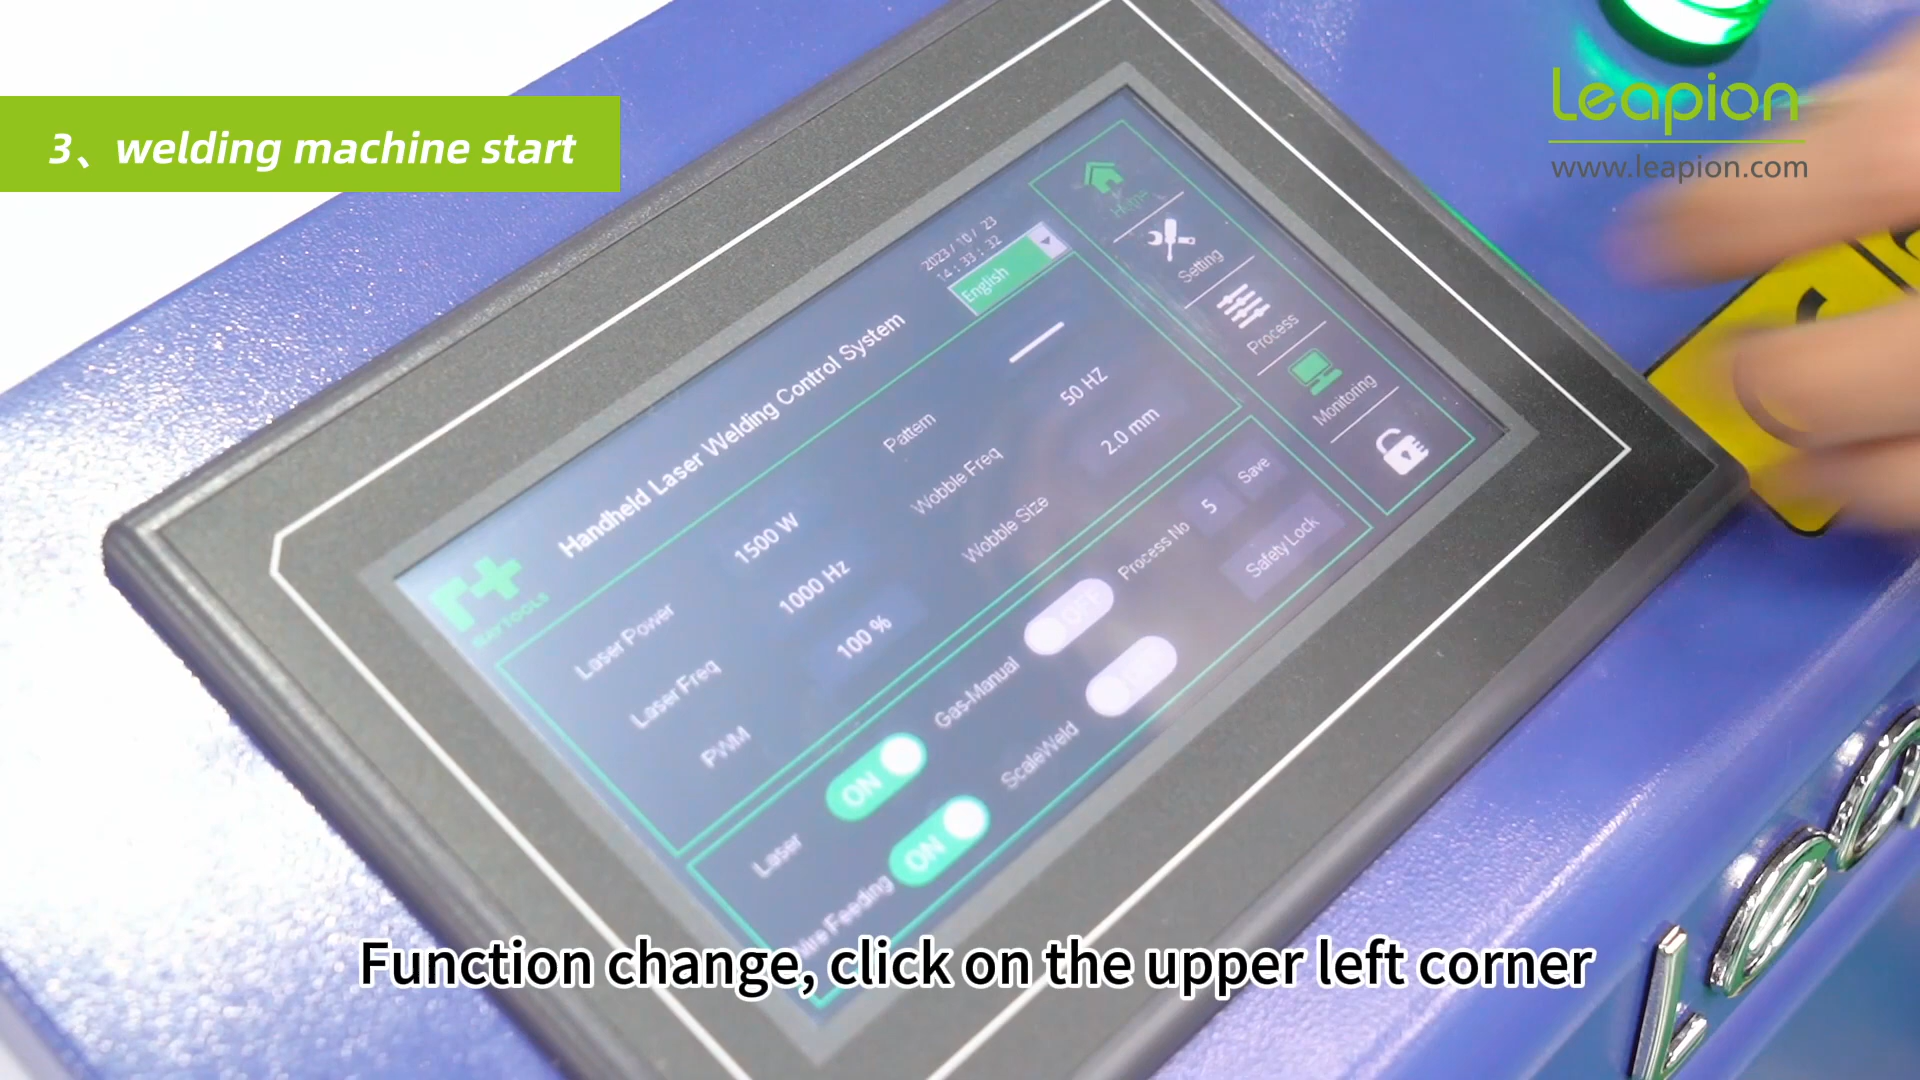 3、welding machine start
Leapion
www.leapion.com
RAYTOOLS
Handheld Laser Welding Control System
2023/10/23
14:33:32
English
Home
Setting
Process
Monitoring
Laser Power 1500 W
Laser Freq 1000 Hz
PWM 100 %
Pattern
Wobble Freq 50 HZ
Wobble Size 2.0 mm
Laser ON
Gas-Manual OFF
Process No 5 Save
Wire Feeding ON
ScaleWeld
Safety Lock
Function change, click on the upper left corner